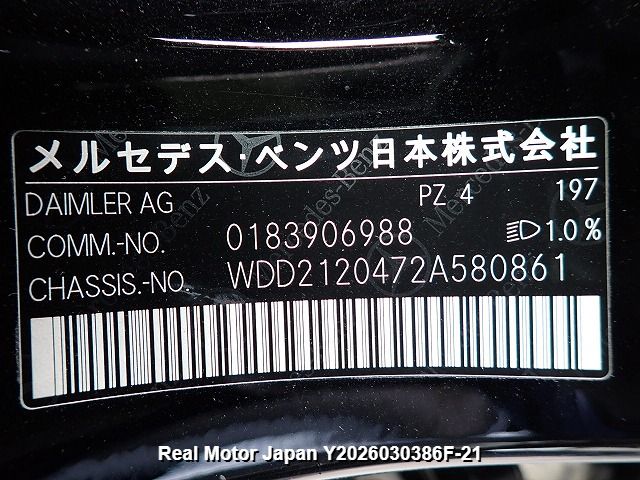 メルセデス・ベンツ日本株式会社
DAIMLER AG PZ 4 197
COMM.-NO. 0183906988 1.0 %
CHASSIS.-NO. WDD2120472A580861
Real Motor Japan Y2026030386F-21